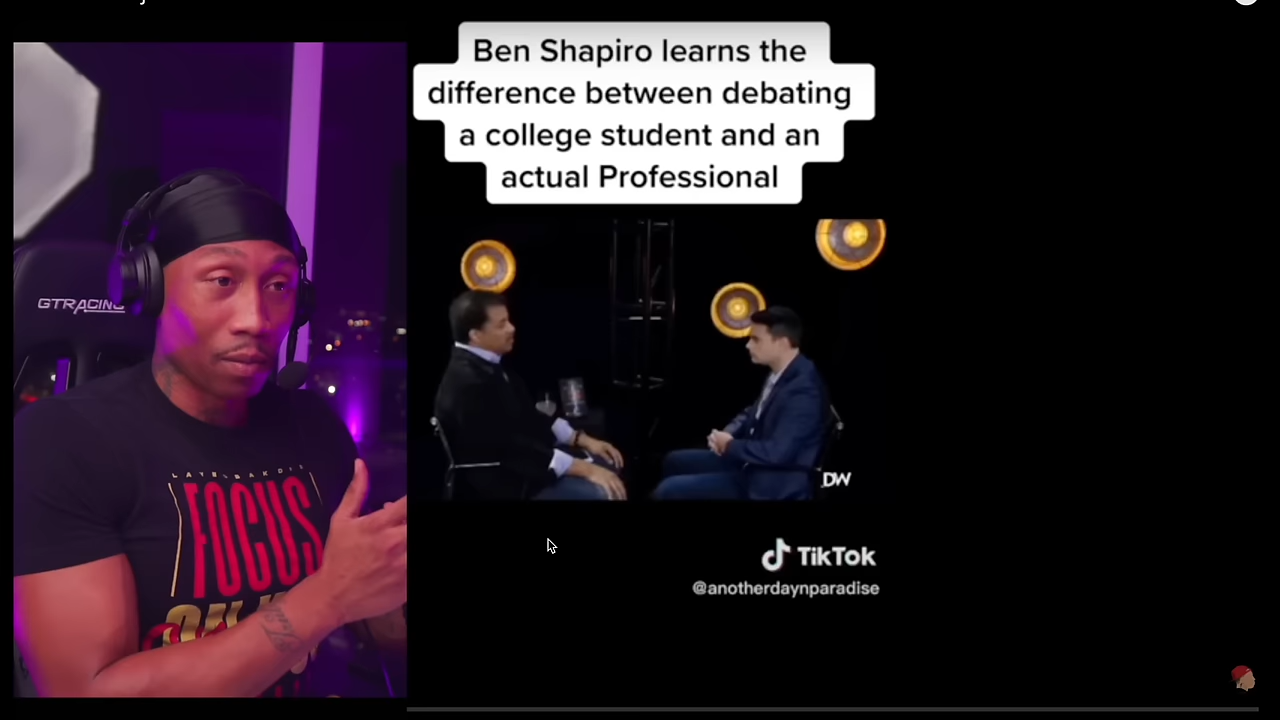 Ben Shapiro learns the
difference between debating
a college student and an
actual Professional
GTRACING
FOCUS
DW
TikTok
@anotherdaynparadise